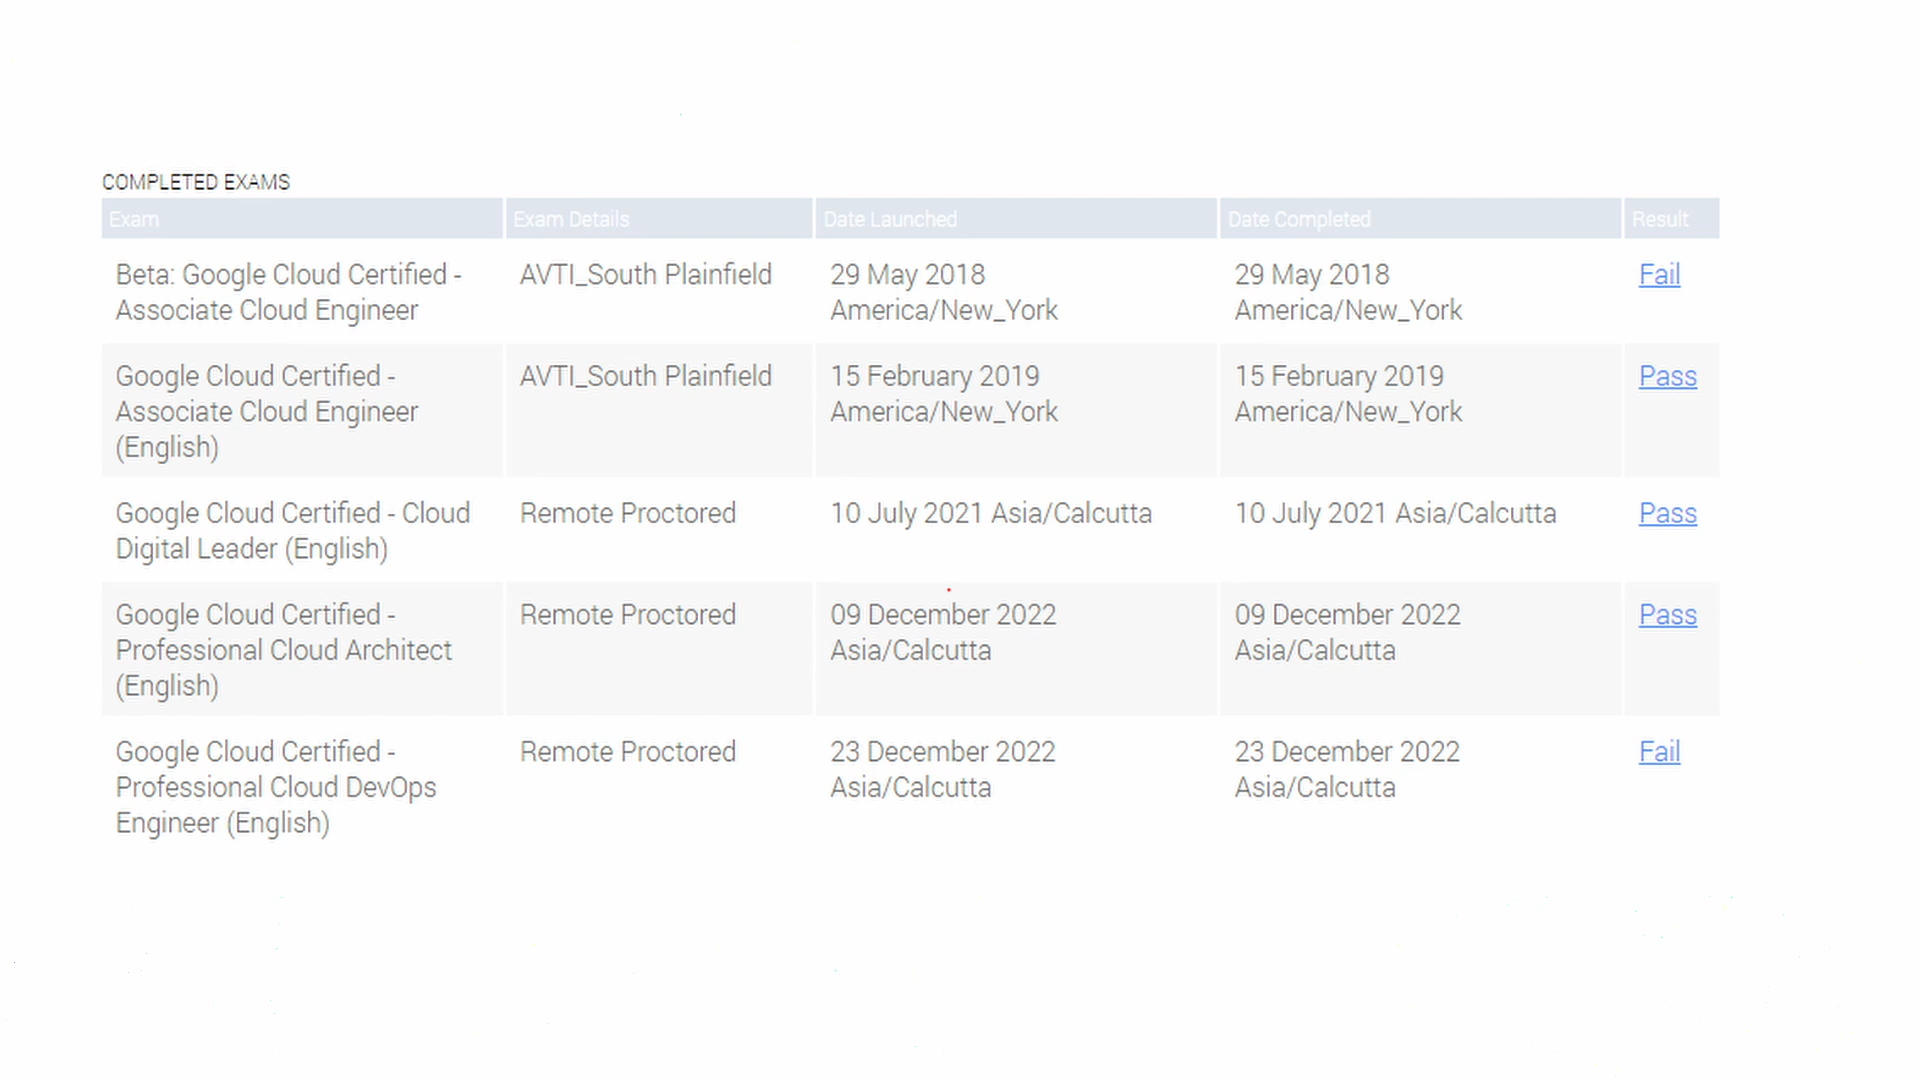 COMPLETED EXAMS
Exam Exam Details Date Launched Date Completed Result
Beta: Google Cloud Certified - AVTI_South Plainfield 29 May 2018 29 May 2018 Fail
Associate Cloud Engineer America/New_York America/New_York
Google Cloud Certified - AVTI_South Plainfield 15 February 2019 15 February 2019 Pass
Associate Cloud Engineer America/New_York America/New_York
(English)
Google Cloud Certified - Cloud Remote Proctored 10 July 2021 Asia/Calcutta 10 July 2021 Asia/Calcutta Pass
Digital Leader (English)
Google Cloud Certified - Remote Proctored 09 December 2022 09 December 2022 Pass
Professional Cloud Architect Asia/Calcutta Asia/Calcutta
(English)
Google Cloud Certified - Remote Proctored 23 December 2022 23 December 2022 Fail
Professional Cloud DevOps Asia/Calcutta Asia/Calcutta
Engineer (English)